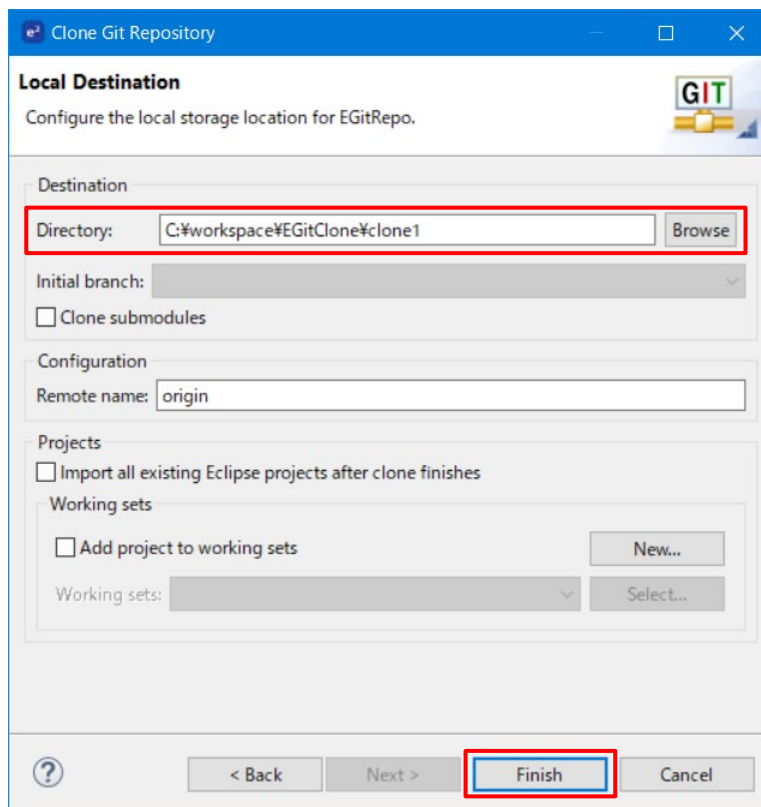 e² Clone Git Repository
Local Destination
Configure the local storage location for EGitRepo.
GIT
Destination
Directory: C:¥workspace¥EGitClone¥clone1 Browse
Initial branch:
Clone submodules
Configuration
Remote name: origin
Projects
Import all existing Eclipse projects after clone finishes
Working sets
Add project to working sets New...
Working sets: Select...
? < Back Next > Finish Cancel